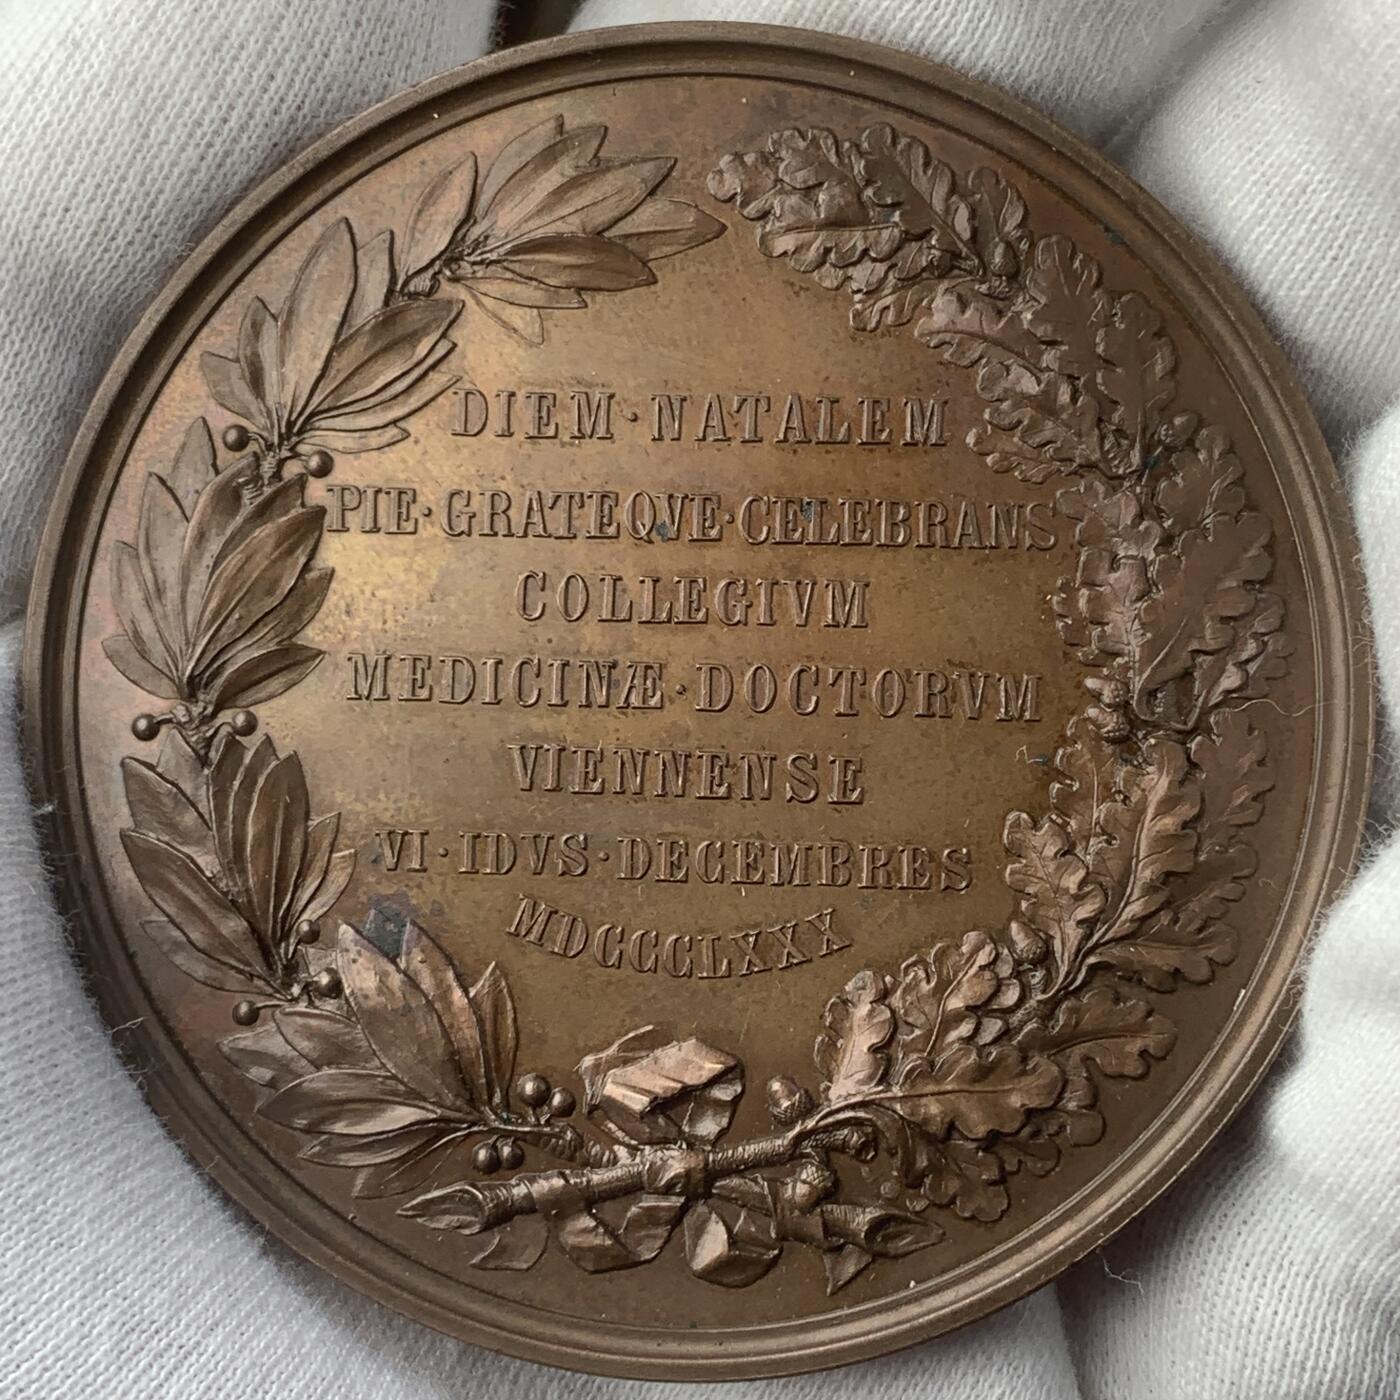 DIEM·NATALEM
PIE·GRATEQVE·CELEBRANS
COLLEGIVM
MEDICINÆ·DOCTORVM
VIENNENSE
VI·IDVS·DECEMBRES
MDCCCLXXX